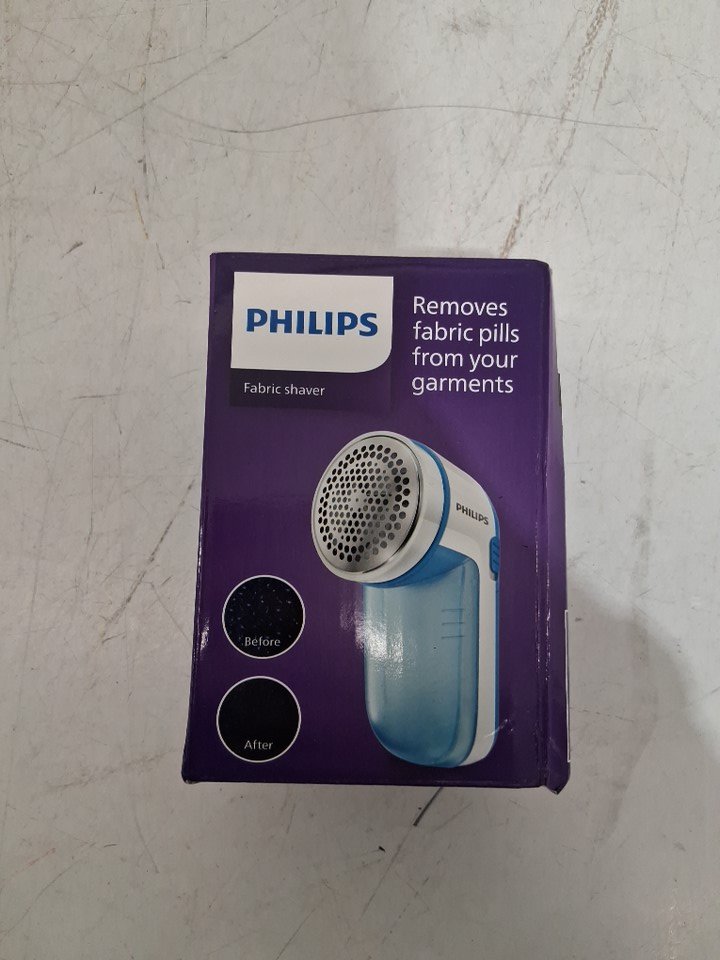 PHILIPS
Fabric shaver
Removes
fabric pills
from your
garments
PHILIPS
Before
After